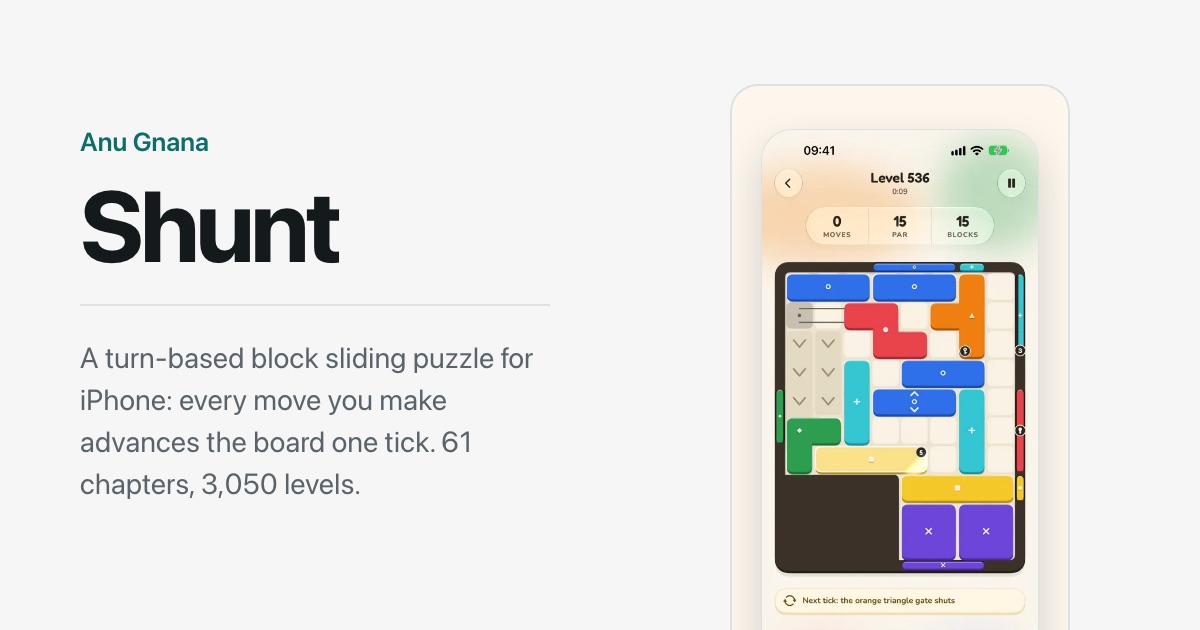 Anu Gnana
Shunt
A turn-based block sliding puzzle for
iPhone: every move you make
advances the board one tick. 61
chapters, 3,050 levels.
09:41
Level 536
0:09
0
MOVES
15
PAR
15
BLOCKS
3
5
Next tick: the orange triangle gate shuts